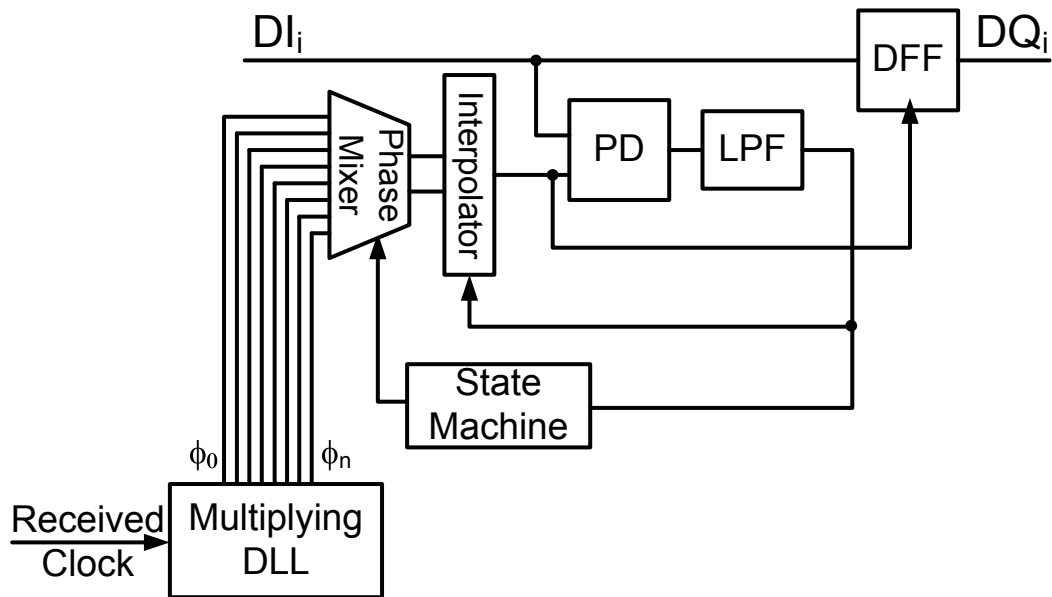 DIᵢ
DFF
DQᵢ
Interpolator
Phase
Mixer
PD
LPF
State
Machine
ϕ₀
ϕₙ
Received
Clock
Multiplying
DLL